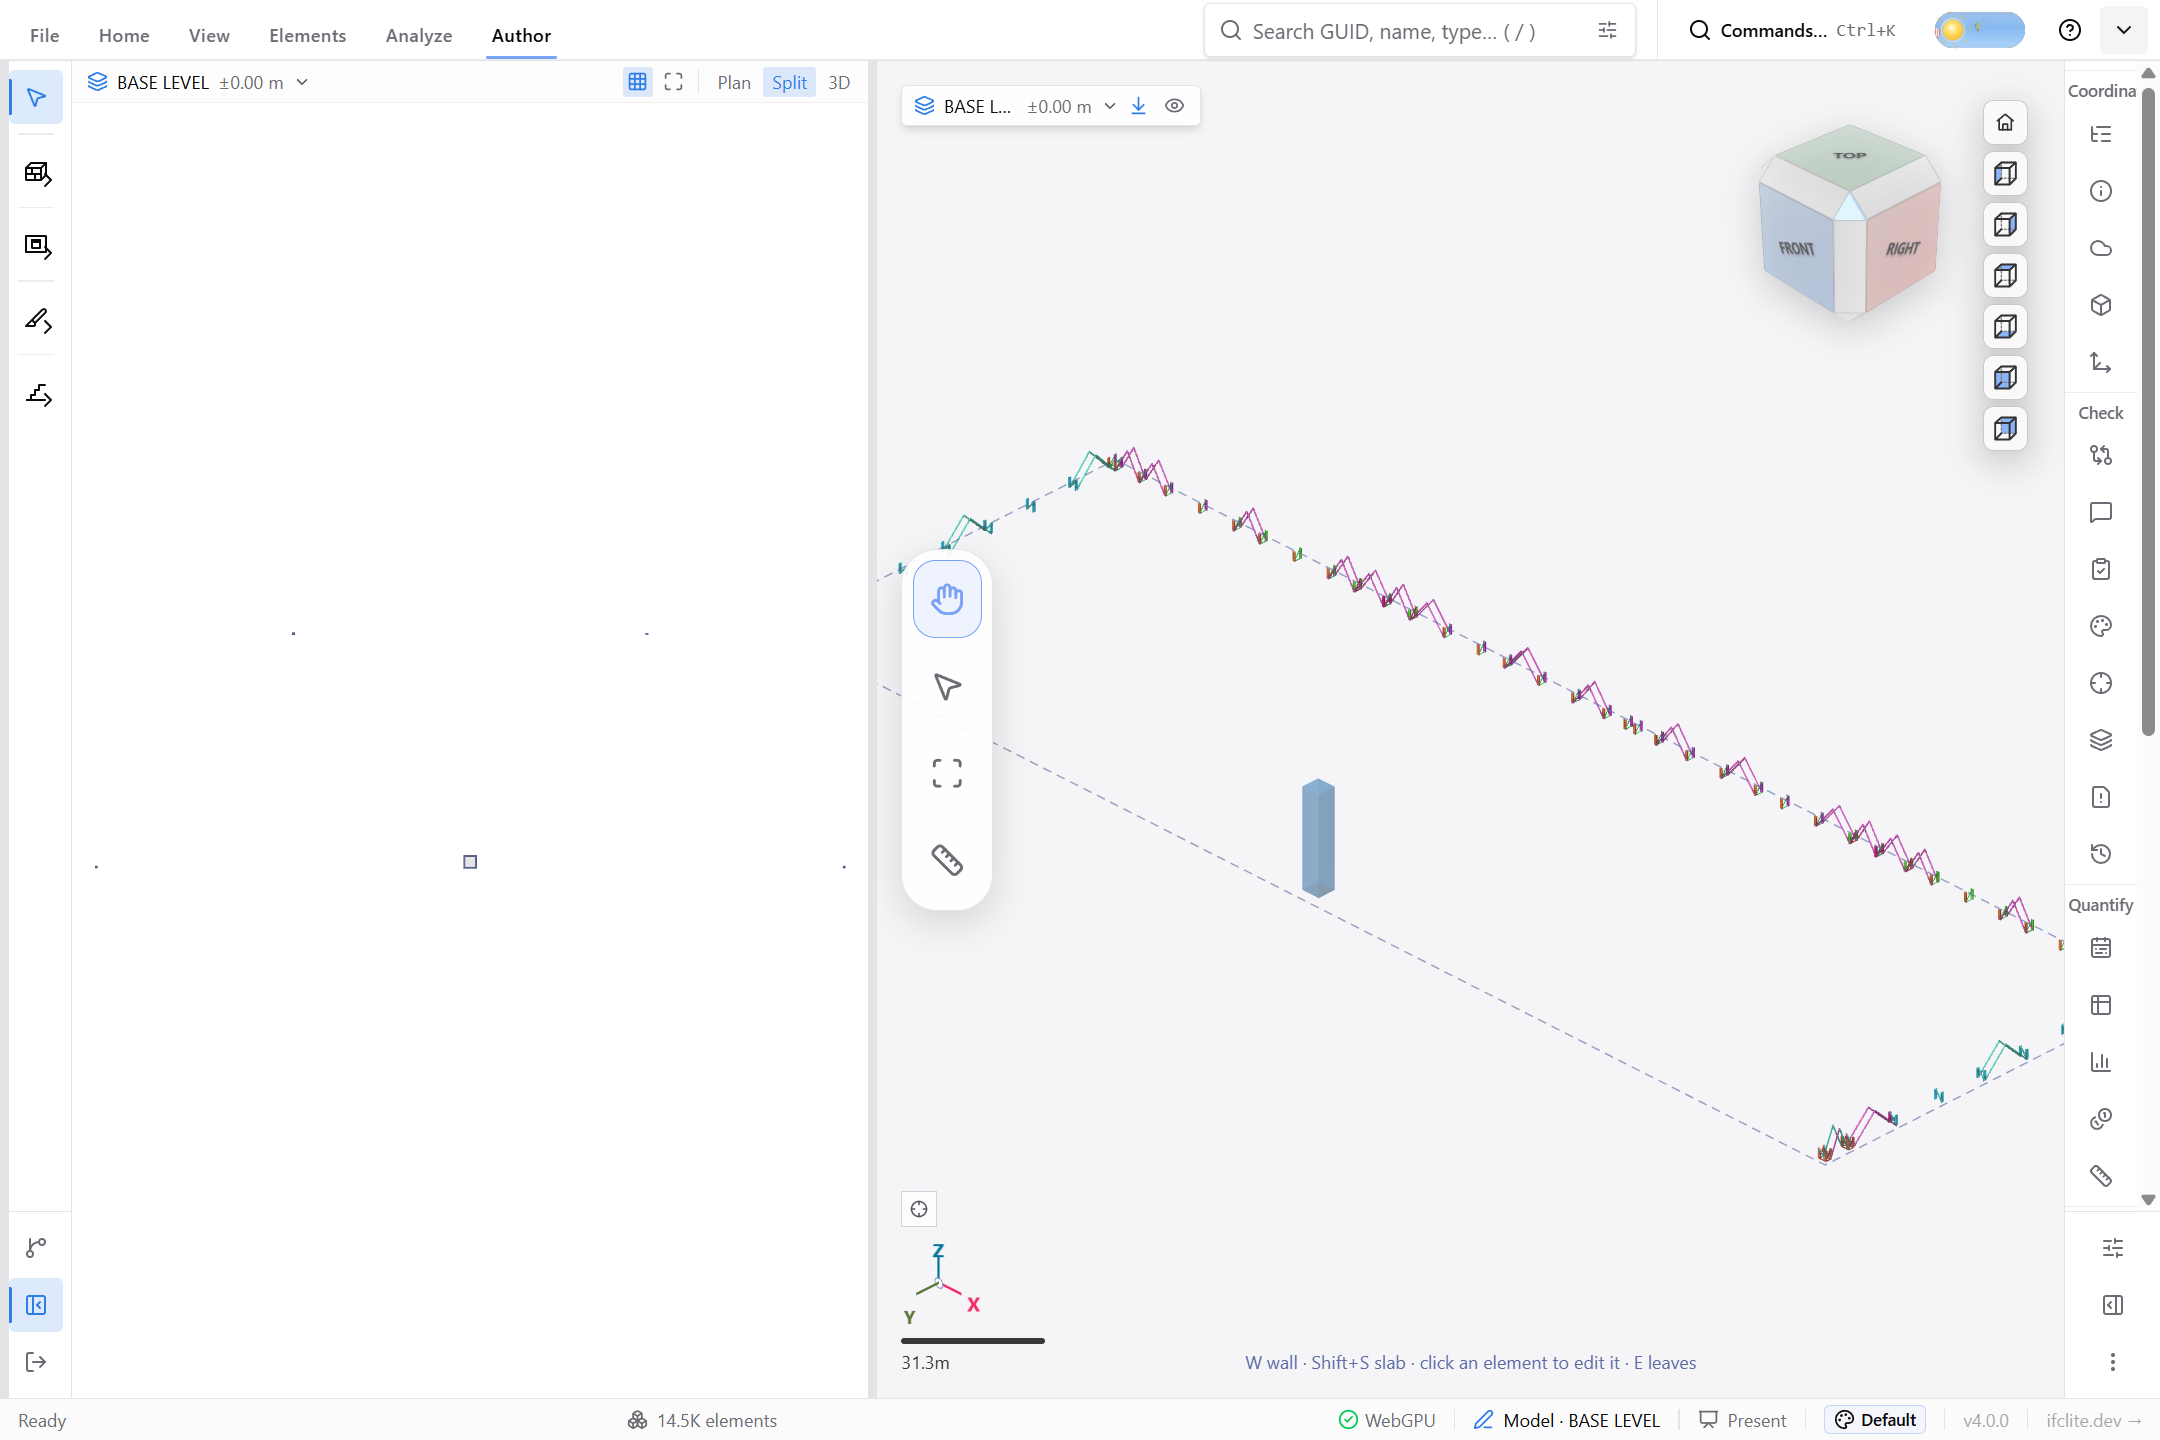 File Home View Elements Analyze Author
Search GUID, name, type... ( / )
Commands... Ctrl+K
BASE LEVEL ±0.00 m
Plan Split 3D
BASE L... ±0.00 m
TOP
FRONT
RIGHT
Coordina
Check
Quantify
Z
Y
X
31.3m
W wall · Shift+S slab · click an element to edit it · E leaves
Ready
14.5K elements
WebGPU
Model · BASE LEVEL
Present
Default
v4.0.0
ifclite.dev →